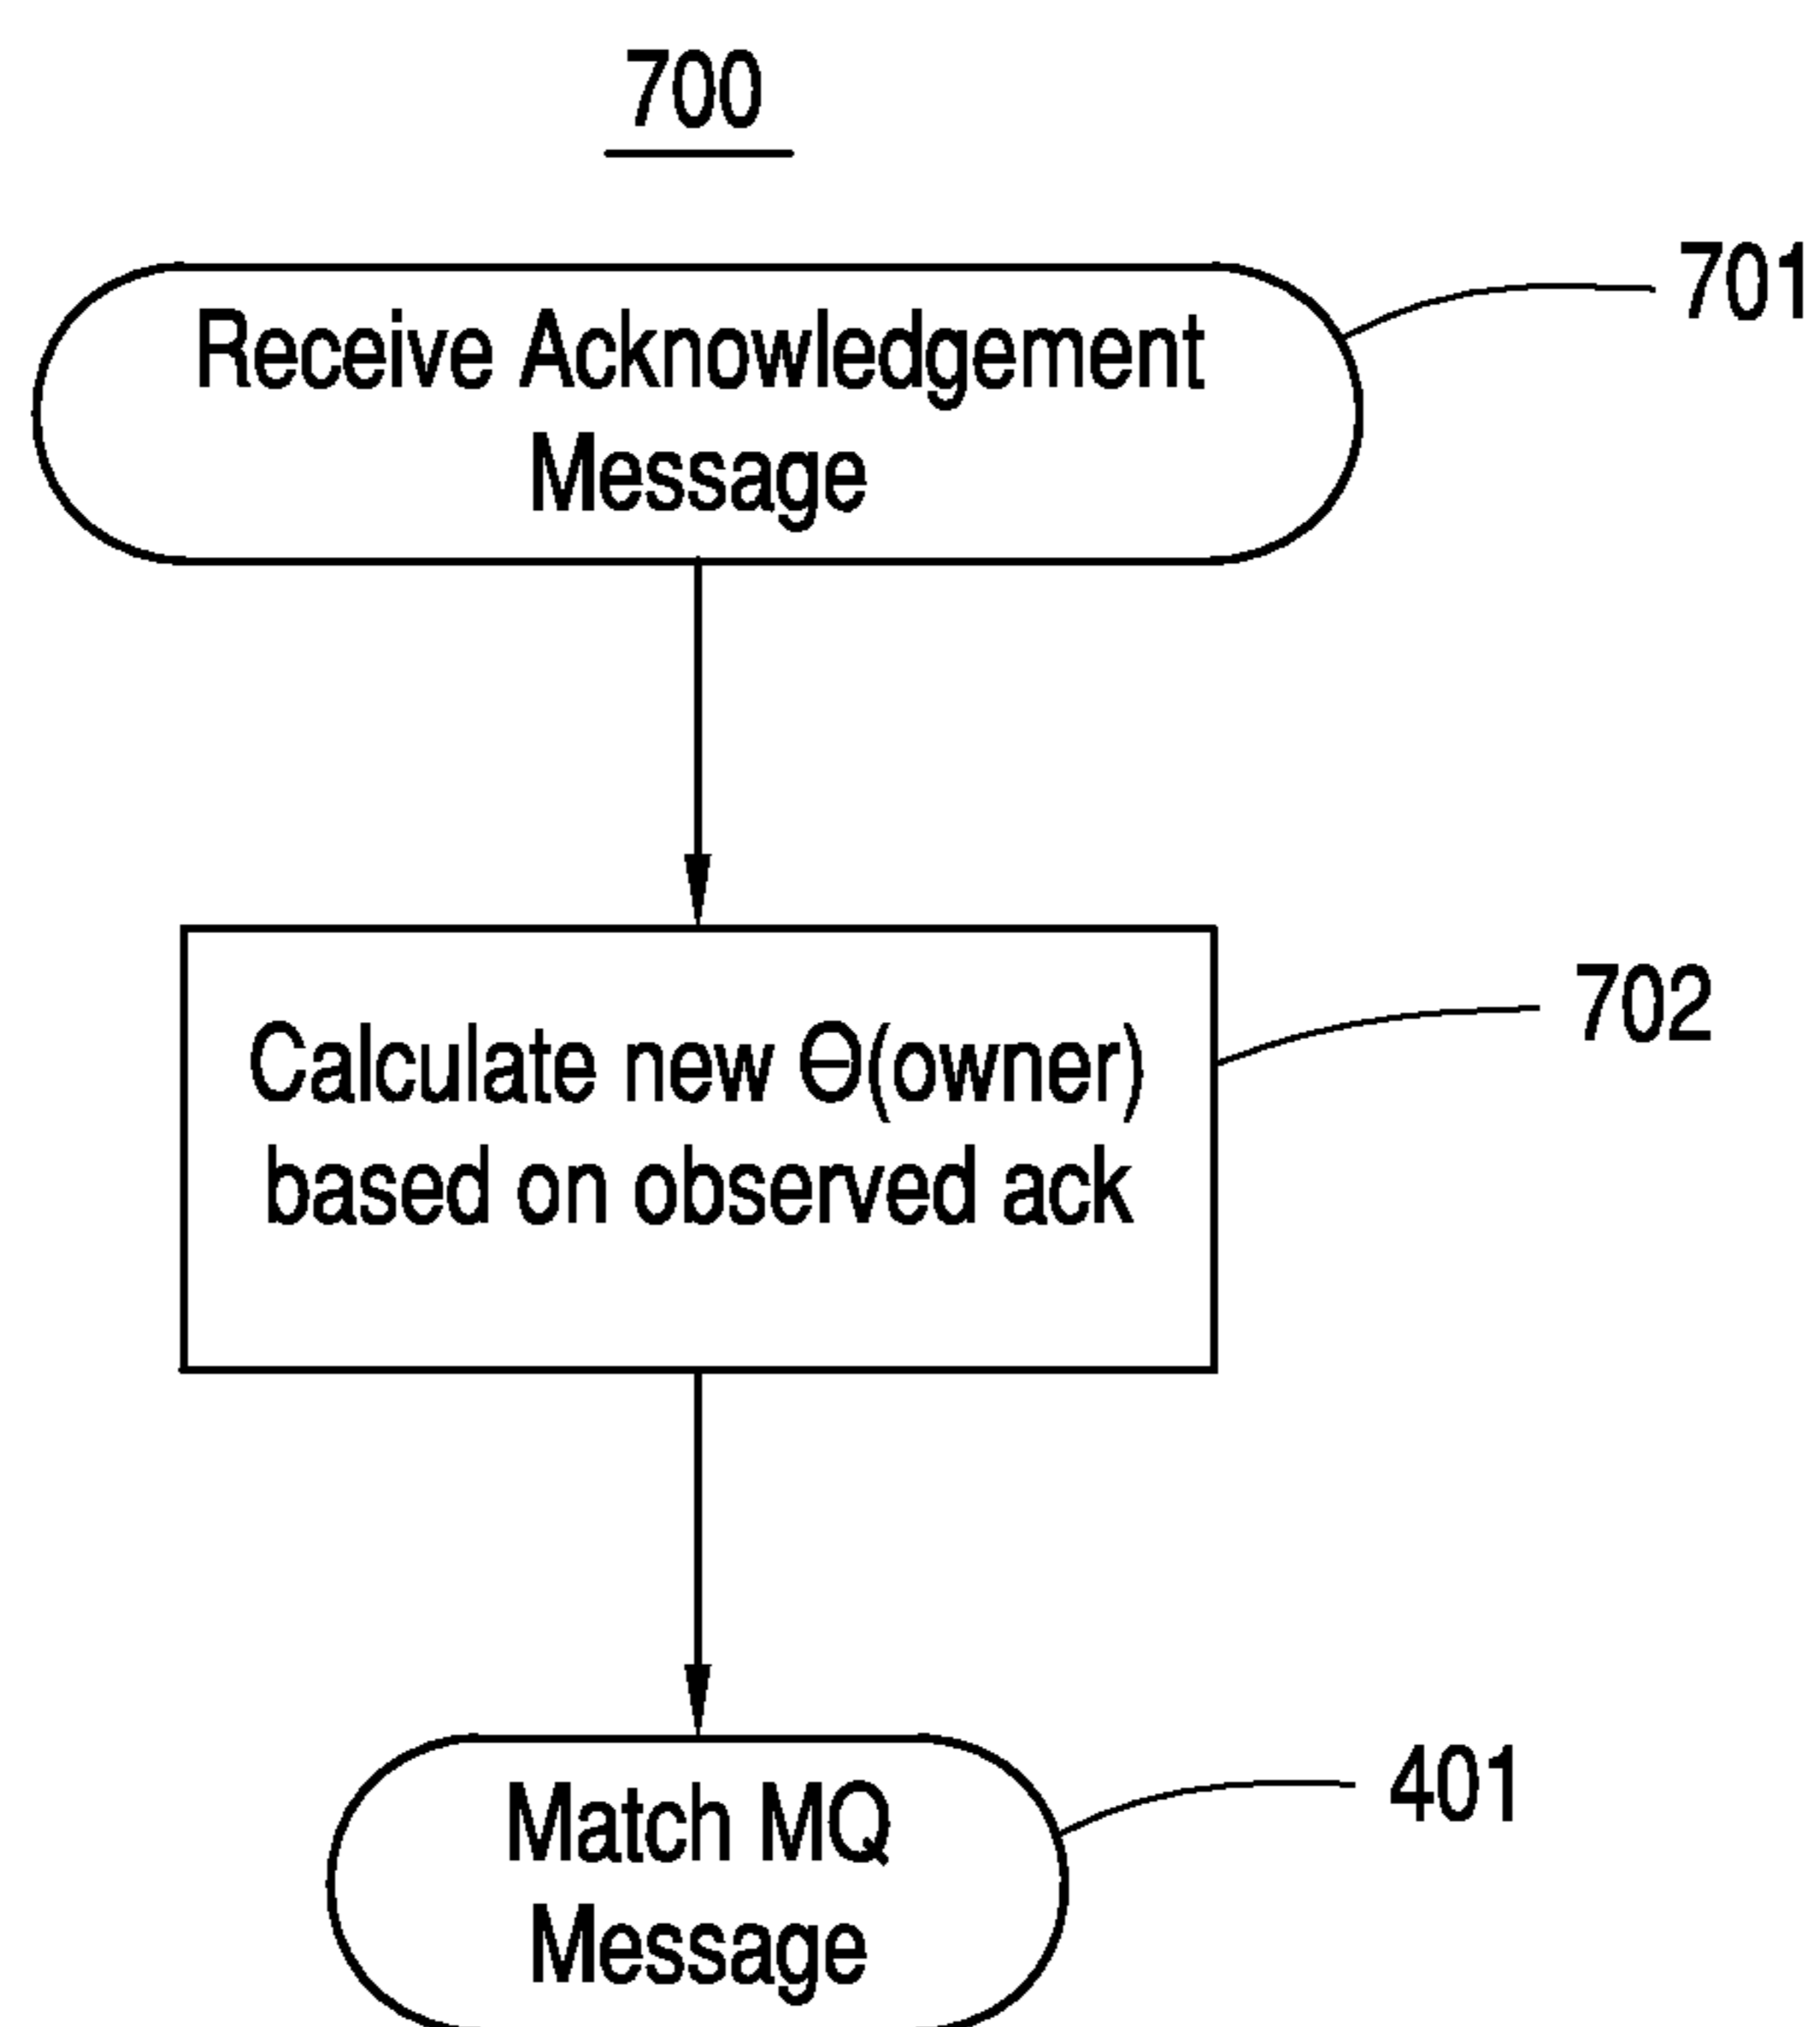 700
701
Receive Acknowledgement
Message
702
Calculate new Θ(owner)
based on observed ack
401
Match MQ
Message